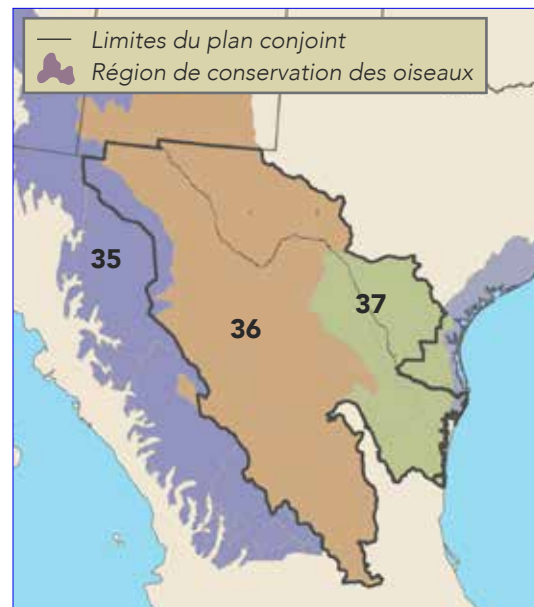 Limites du plan conjoint
Région de conservation des oiseaux
35
37
36